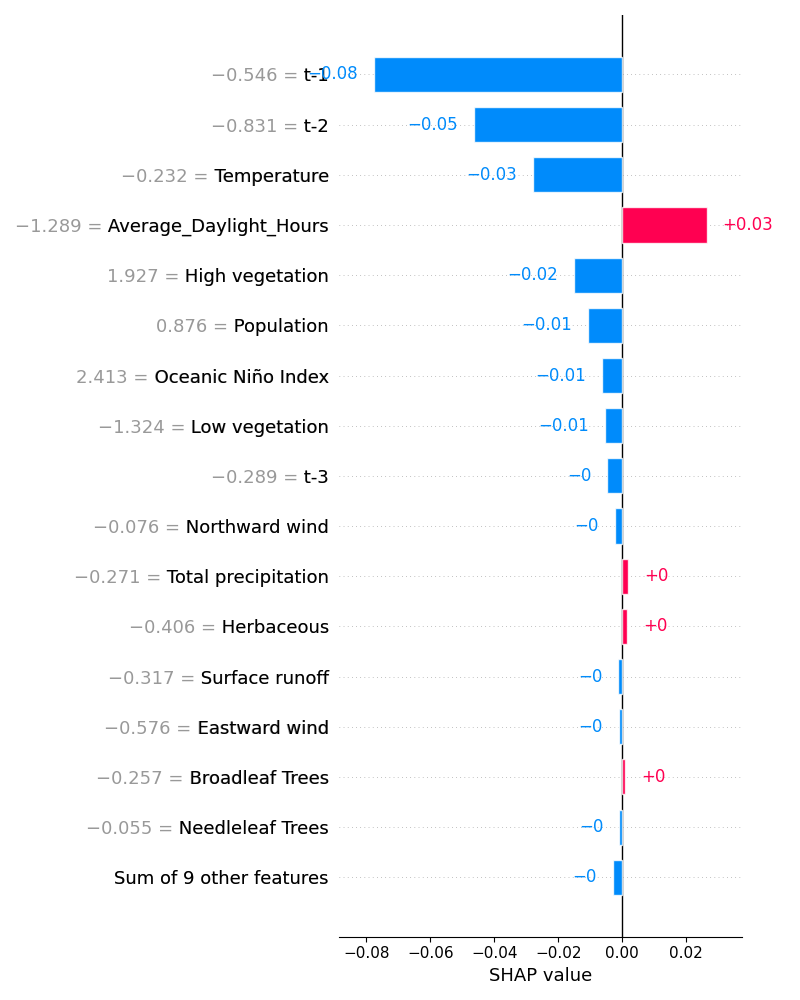 −0.546 = t-1 −0.08
−0.831 = t-2 −0.05
−0.232 = Temperature −0.03
−1.289 = Average_Daylight_Hours +0.03
1.927 = High vegetation −0.02
0.876 = Population −0.01
2.413 = Oceanic Niño Index −0.01
−1.324 = Low vegetation −0.01
−0.289 = t-3 −0
−0.076 = Northward wind −0
−0.271 = Total precipitation +0
−0.406 = Herbaceous +0
−0.317 = Surface runoff −0
−0.576 = Eastward wind −0
−0.257 = Broadleaf Trees +0
−0.055 = Needleleaf Trees −0
Sum of 9 other features −0
−0.08 −0.06 −0.04 −0.02 0.00 0.02
SHAP value